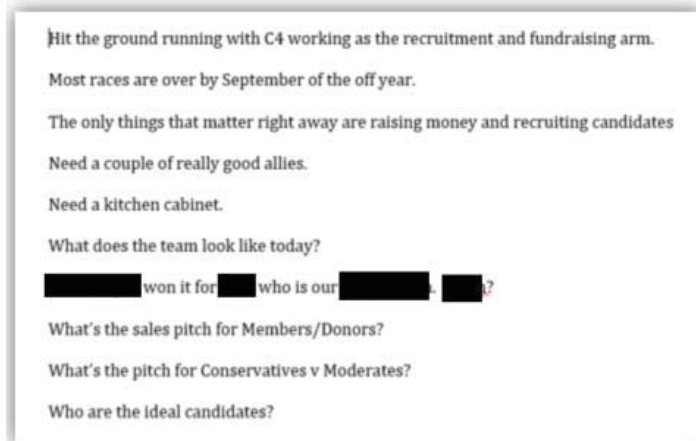 Hit the ground running with C4 working as the recruitment and fundraising arm.
Most races are over by September of the off year.
The only things that matter right away are raising money and recruiting candidates
Need a couple of really good allies.
Need a kitchen cabinet.
What does the team look like today?
won it for who is our . ?
What's the sales pitch for Members/Donors?
What's the pitch for Conservatives v Moderates?
Who are the ideal candidates?